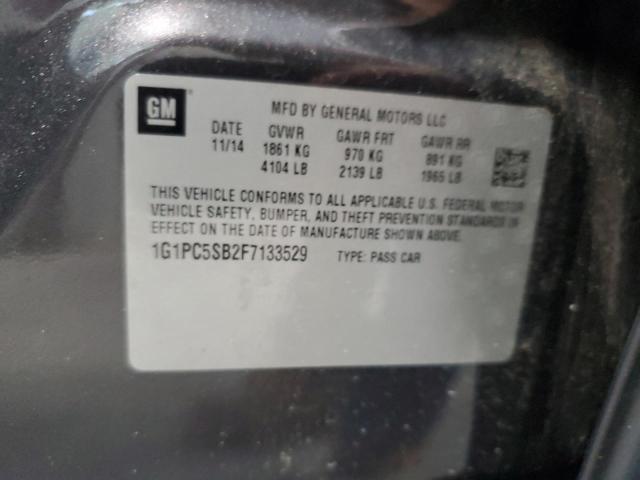 GM
MFD BY GENERAL MOTORS LLC
DATE GVWR GAWR FRT GAWR RR
11/14 1861 KG 970 KG 891 KG
4104 LB 2139 LB 1965 LB
THIS VEHICLE CONFORMS TO ALL APPLICABLE U.S. FEDERAL MOTOR
VEHICLE SAFETY, BUMPER, AND THEFT PREVENTION STANDARDS IN
EFFECT ON THE DATE OF MANUFACTURE SHOWN ABOVE.
1G1PC5SB2F7133529 TYPE: PASS CAR